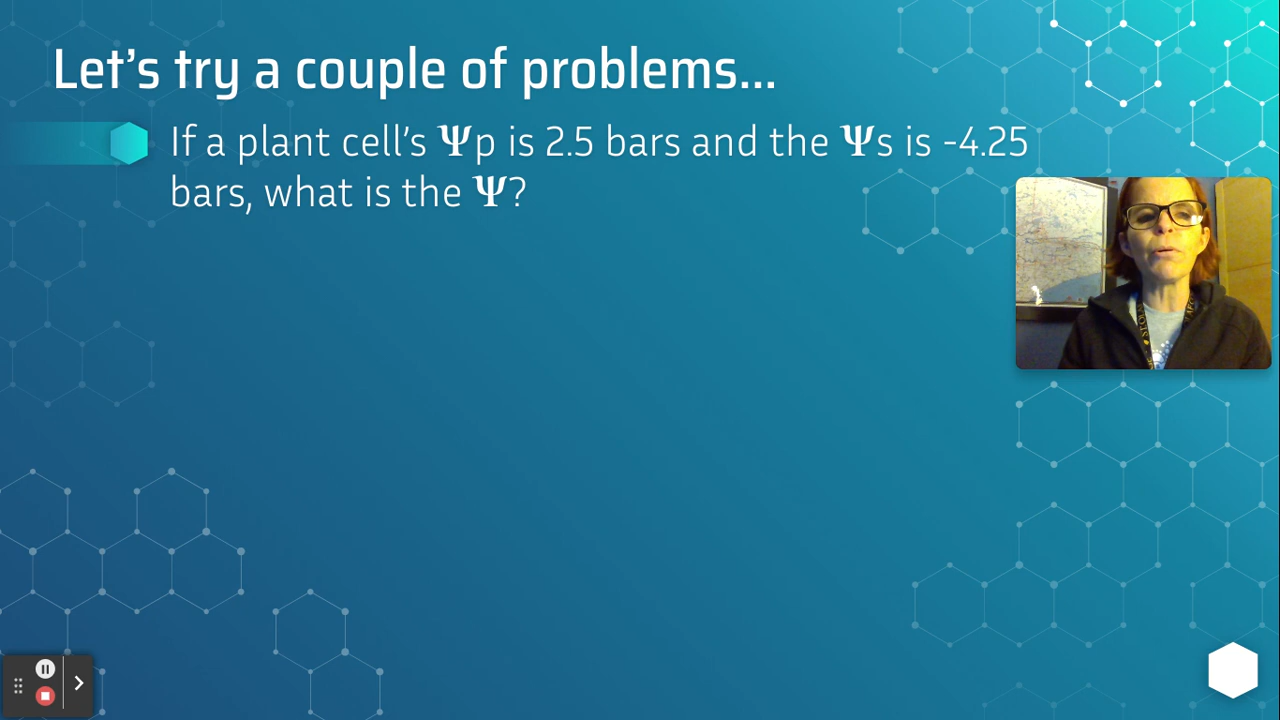 Let's try a couple of problems...
If a plant cell's Ψp is 2.5 bars and the Ψs is -4.25
bars, what is the Ψ?